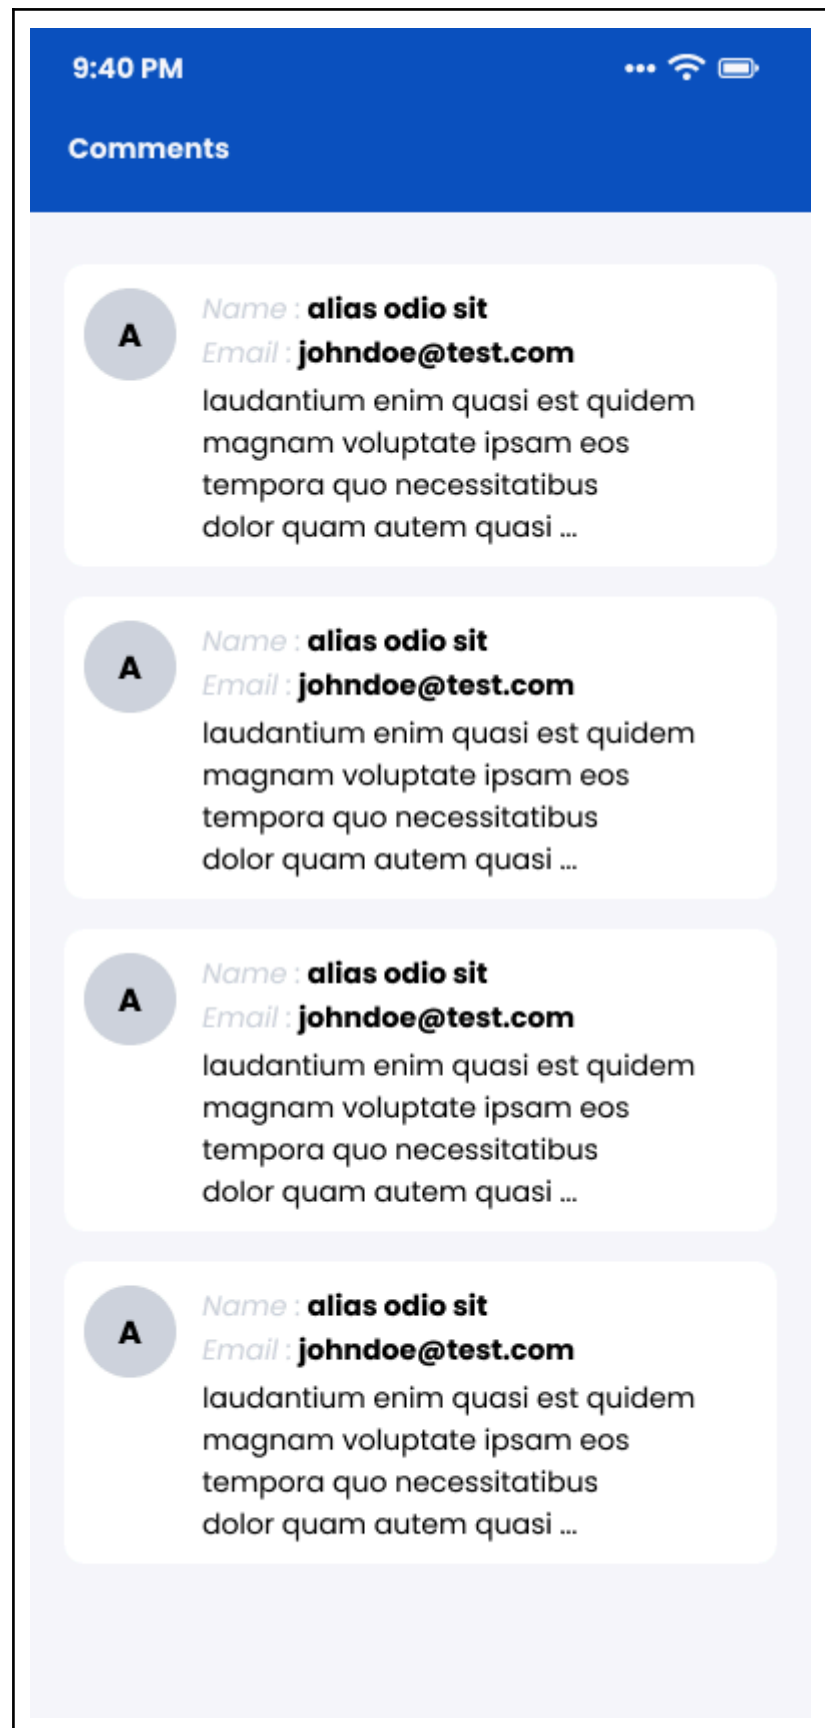 9:40 PM
Comments
A
Name : alias odio sit
Email : johndoe@test.com
laudantium enim quasi est quidem
magnam voluptate ipsam eos
tempora quo necessitatibus
dolor quam autem quasi ...
A
Name : alias odio sit
Email : johndoe@test.com
laudantium enim quasi est quidem
magnam voluptate ipsam eos
tempora quo necessitatibus
dolor quam autem quasi ...
A
Name : alias odio sit
Email : johndoe@test.com
laudantium enim quasi est quidem
magnam voluptate ipsam eos
tempora quo necessitatibus
dolor quam autem quasi ...
A
Name : alias odio sit
Email : johndoe@test.com
laudantium enim quasi est quidem
magnam voluptate ipsam eos
tempora quo necessitatibus
dolor quam autem quasi ...